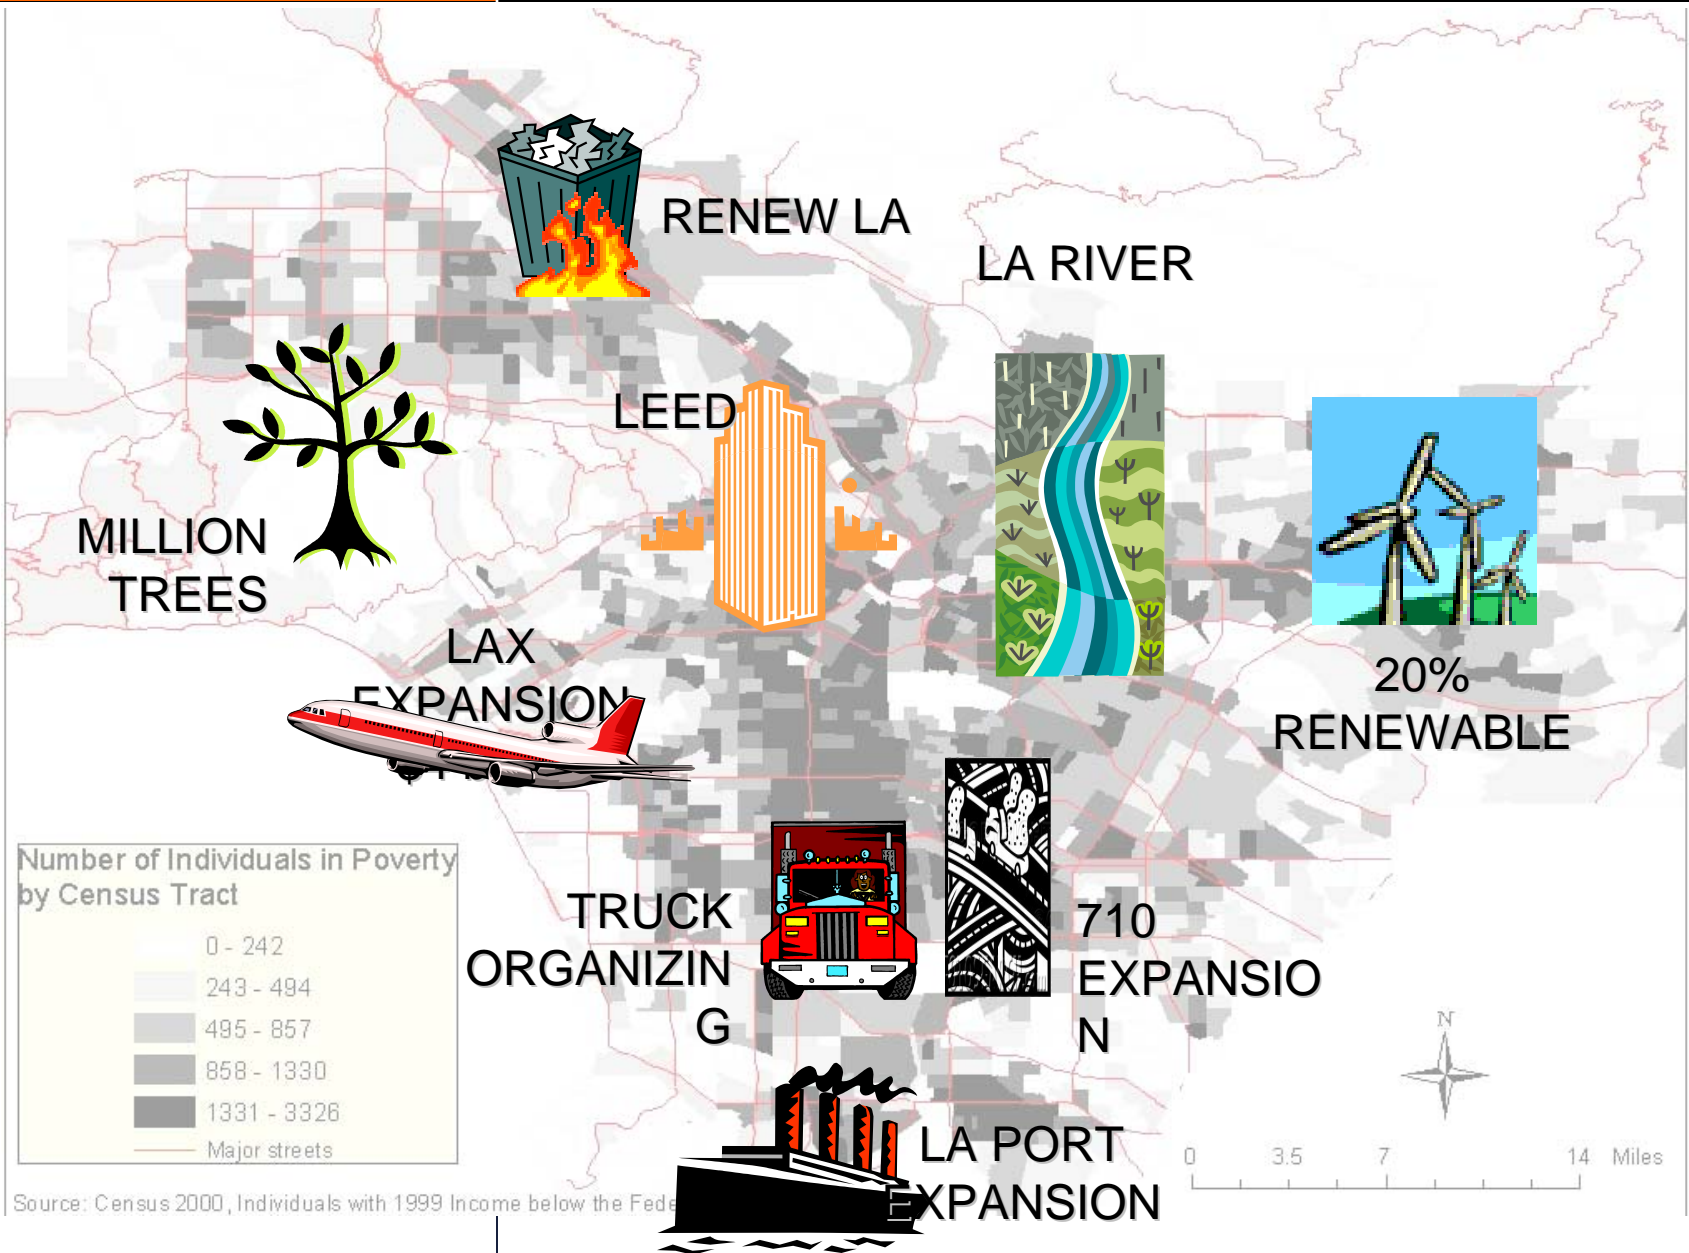 RENEW LA
LA RIVER
LEED
MILLION
TREES
LAX
EXPANSION
20%
RENEWABLE
TRUCK
ORGANIZIN
G
710
EXPANSIO
N
LA PORT
EXPANSION
Number of Individuals in Poverty
by Census Tract
0 - 242
243 - 494
495 - 857
858 - 1330
1331 - 3326
Major streets
N
0 3.5 7 14 Miles
Source: Census 2000, Individuals with 1999 Income below the Fede